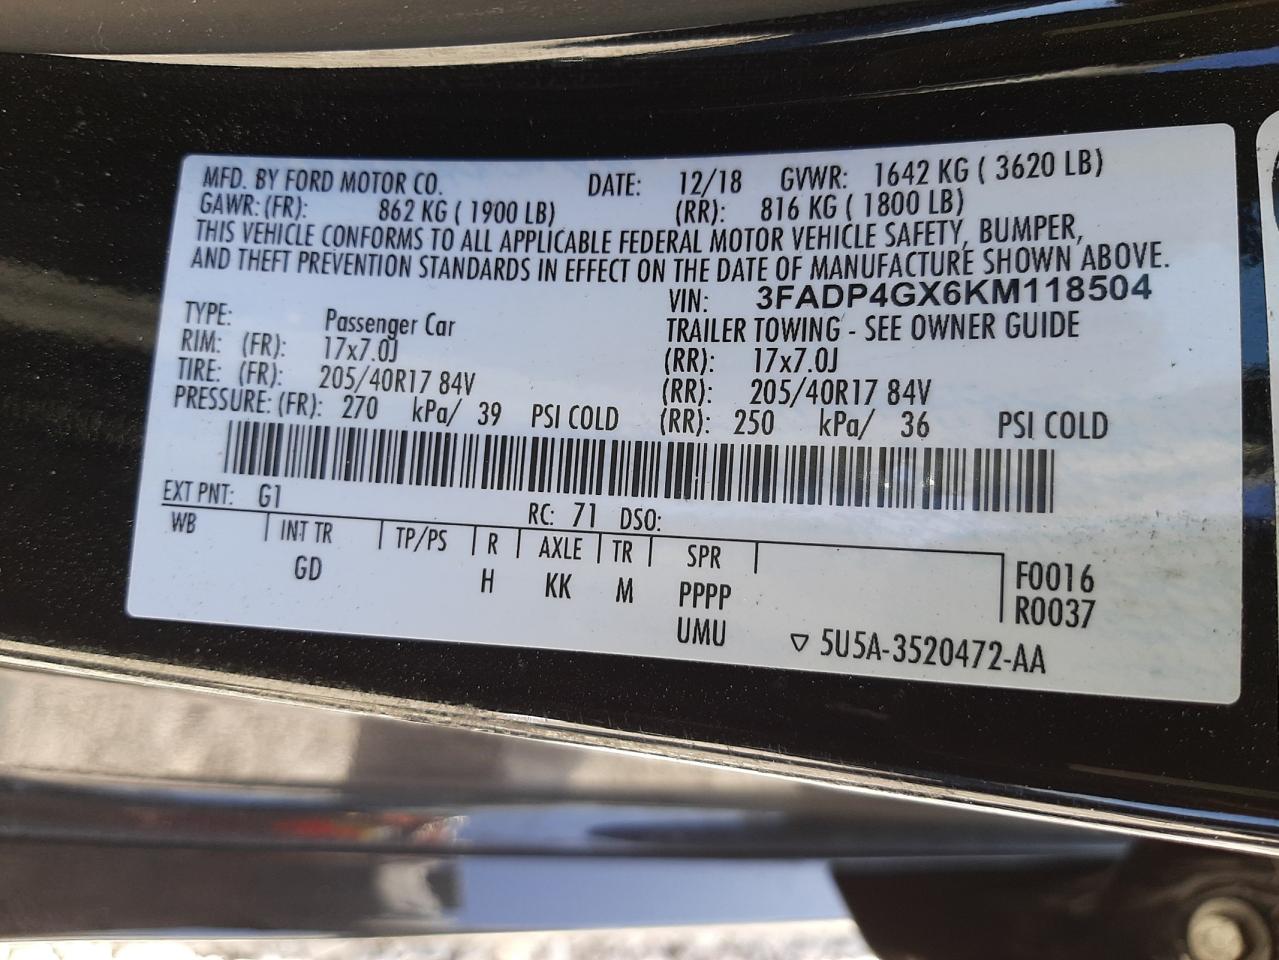 MFD. BY FORD MOTOR CO. DATE: 12/18 GVWR: 1642 KG ( 3620 LB)
GAWR: (FR): 862 KG ( 1900 LB) (RR): 816 KG ( 1800 LB)
THIS VEHICLE CONFORMS TO ALL APPLICABLE FEDERAL MOTOR VEHICLE SAFETY, BUMPER,
AND THEFT PREVENTION STANDARDS IN EFFECT ON THE DATE OF MANUFACTURE SHOWN ABOVE.
VIN: 3FADP4GX6KM118504
TYPE: Passenger Car TRAILER TOWING - SEE OWNER GUIDE
RIM: (FR): 17x7.0J (RR): 17x7.0J
TIRE: (FR): 205/40R17 84V (RR): 205/40R17 84V
PRESSURE: (FR): 270 kPa/ 39 PSI COLD (RR): 250 kPa/ 36 PSI COLD
EXT PNT: G1 RC: 71 DSO:
WB INT TR TP/PS R AXLE TR SPR F0016
GD H KK M PPPP R0037
UMU ▽ 5U5A-3520472-AA